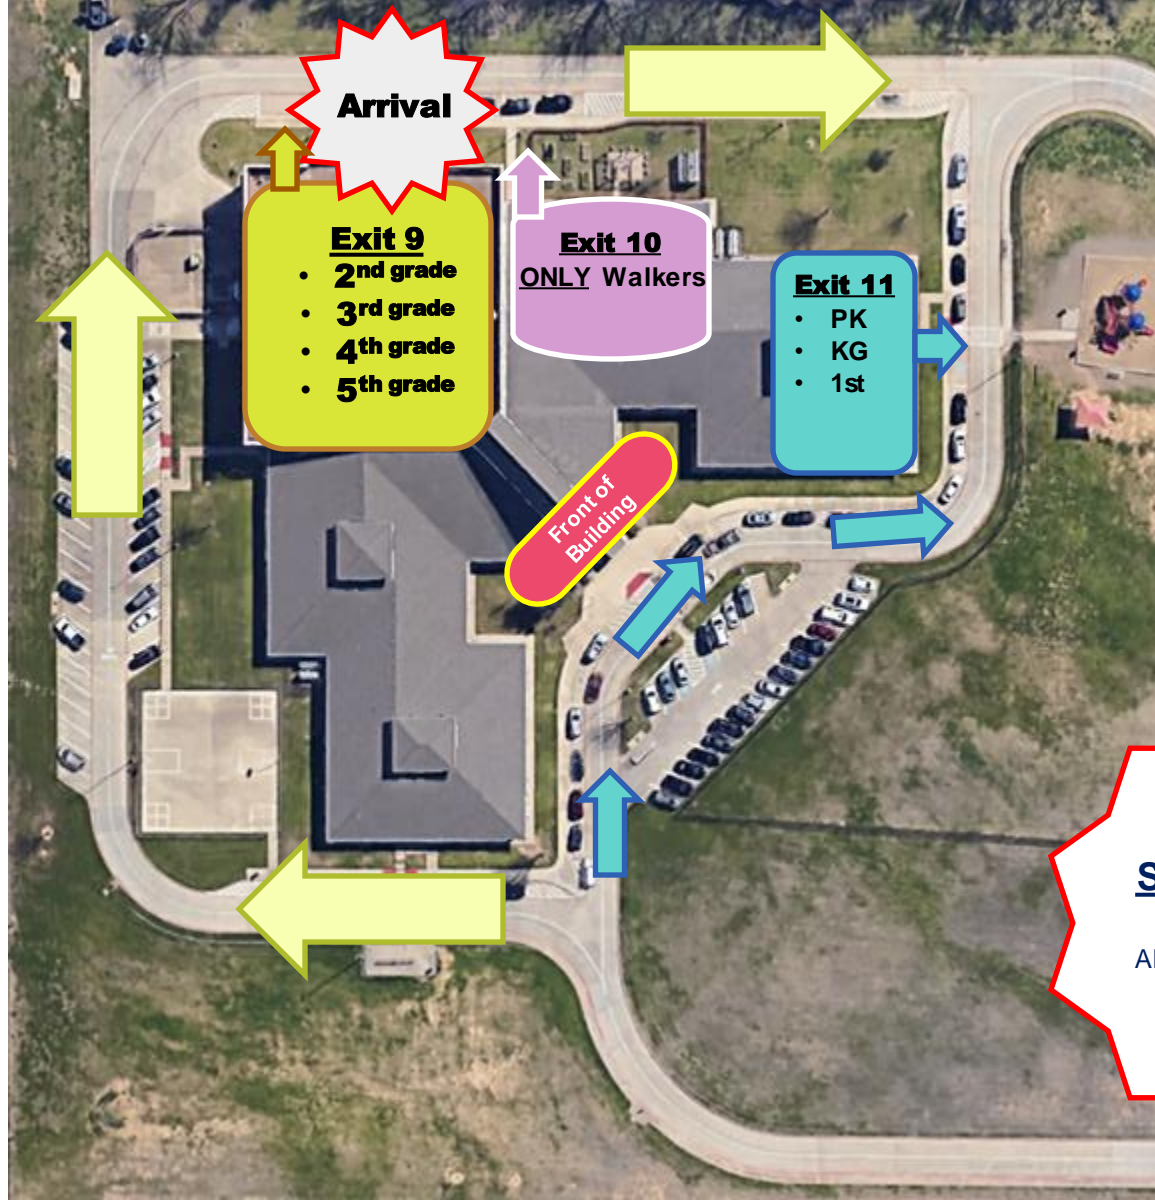 Arrival
Exit 9
• 2nd grade
• 3rd grade
• 4th grade
• 5th grade
Exit 10
ONLY Walkers
Exit 11
• PK
• KG
• 1st
Front of
Building